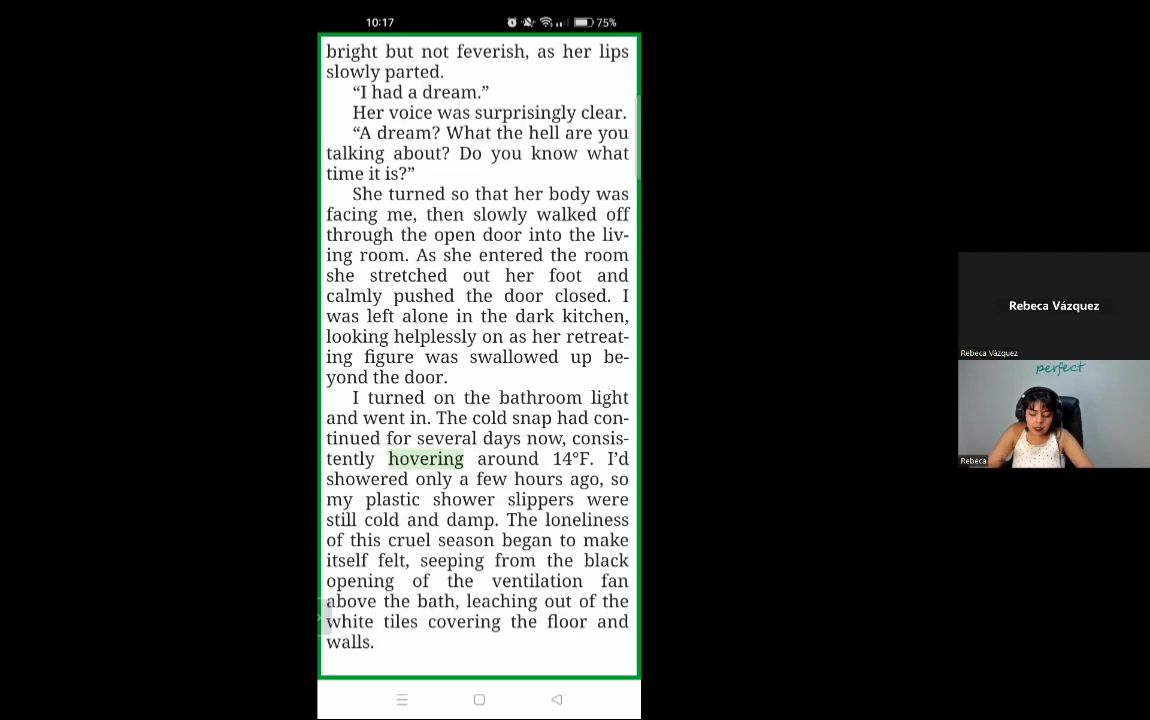 10:17
75%
bright but not feverish, as her lips
slowly parted.
“I had a dream.”
Her voice was surprisingly clear.
“A dream? What the hell are you
talking about? Do you know what
time it is?”
She turned so that her body was
facing me, then slowly walked off
through the open door into the liv-
ing room. As she entered the room
she stretched out her foot and
calmly pushed the door closed. I
was left alone in the dark kitchen,
looking helplessly on as her retreat-
ing figure was swallowed up be-
yond the door.
I turned on the bathroom light
and went in. The cold snap had con-
tinued for several days now, consis-
tently hovering around 14°F. I’d
showered only a few hours ago, so
my plastic shower slippers were
still cold and damp. The loneliness
of this cruel season began to make
itself felt, seeping from the black
opening of the ventilation fan
above the bath, leaching out of the
white tiles covering the floor and
walls.
Rebeca Vázquez
Rebeca Vázquez
perfect
Rebeca